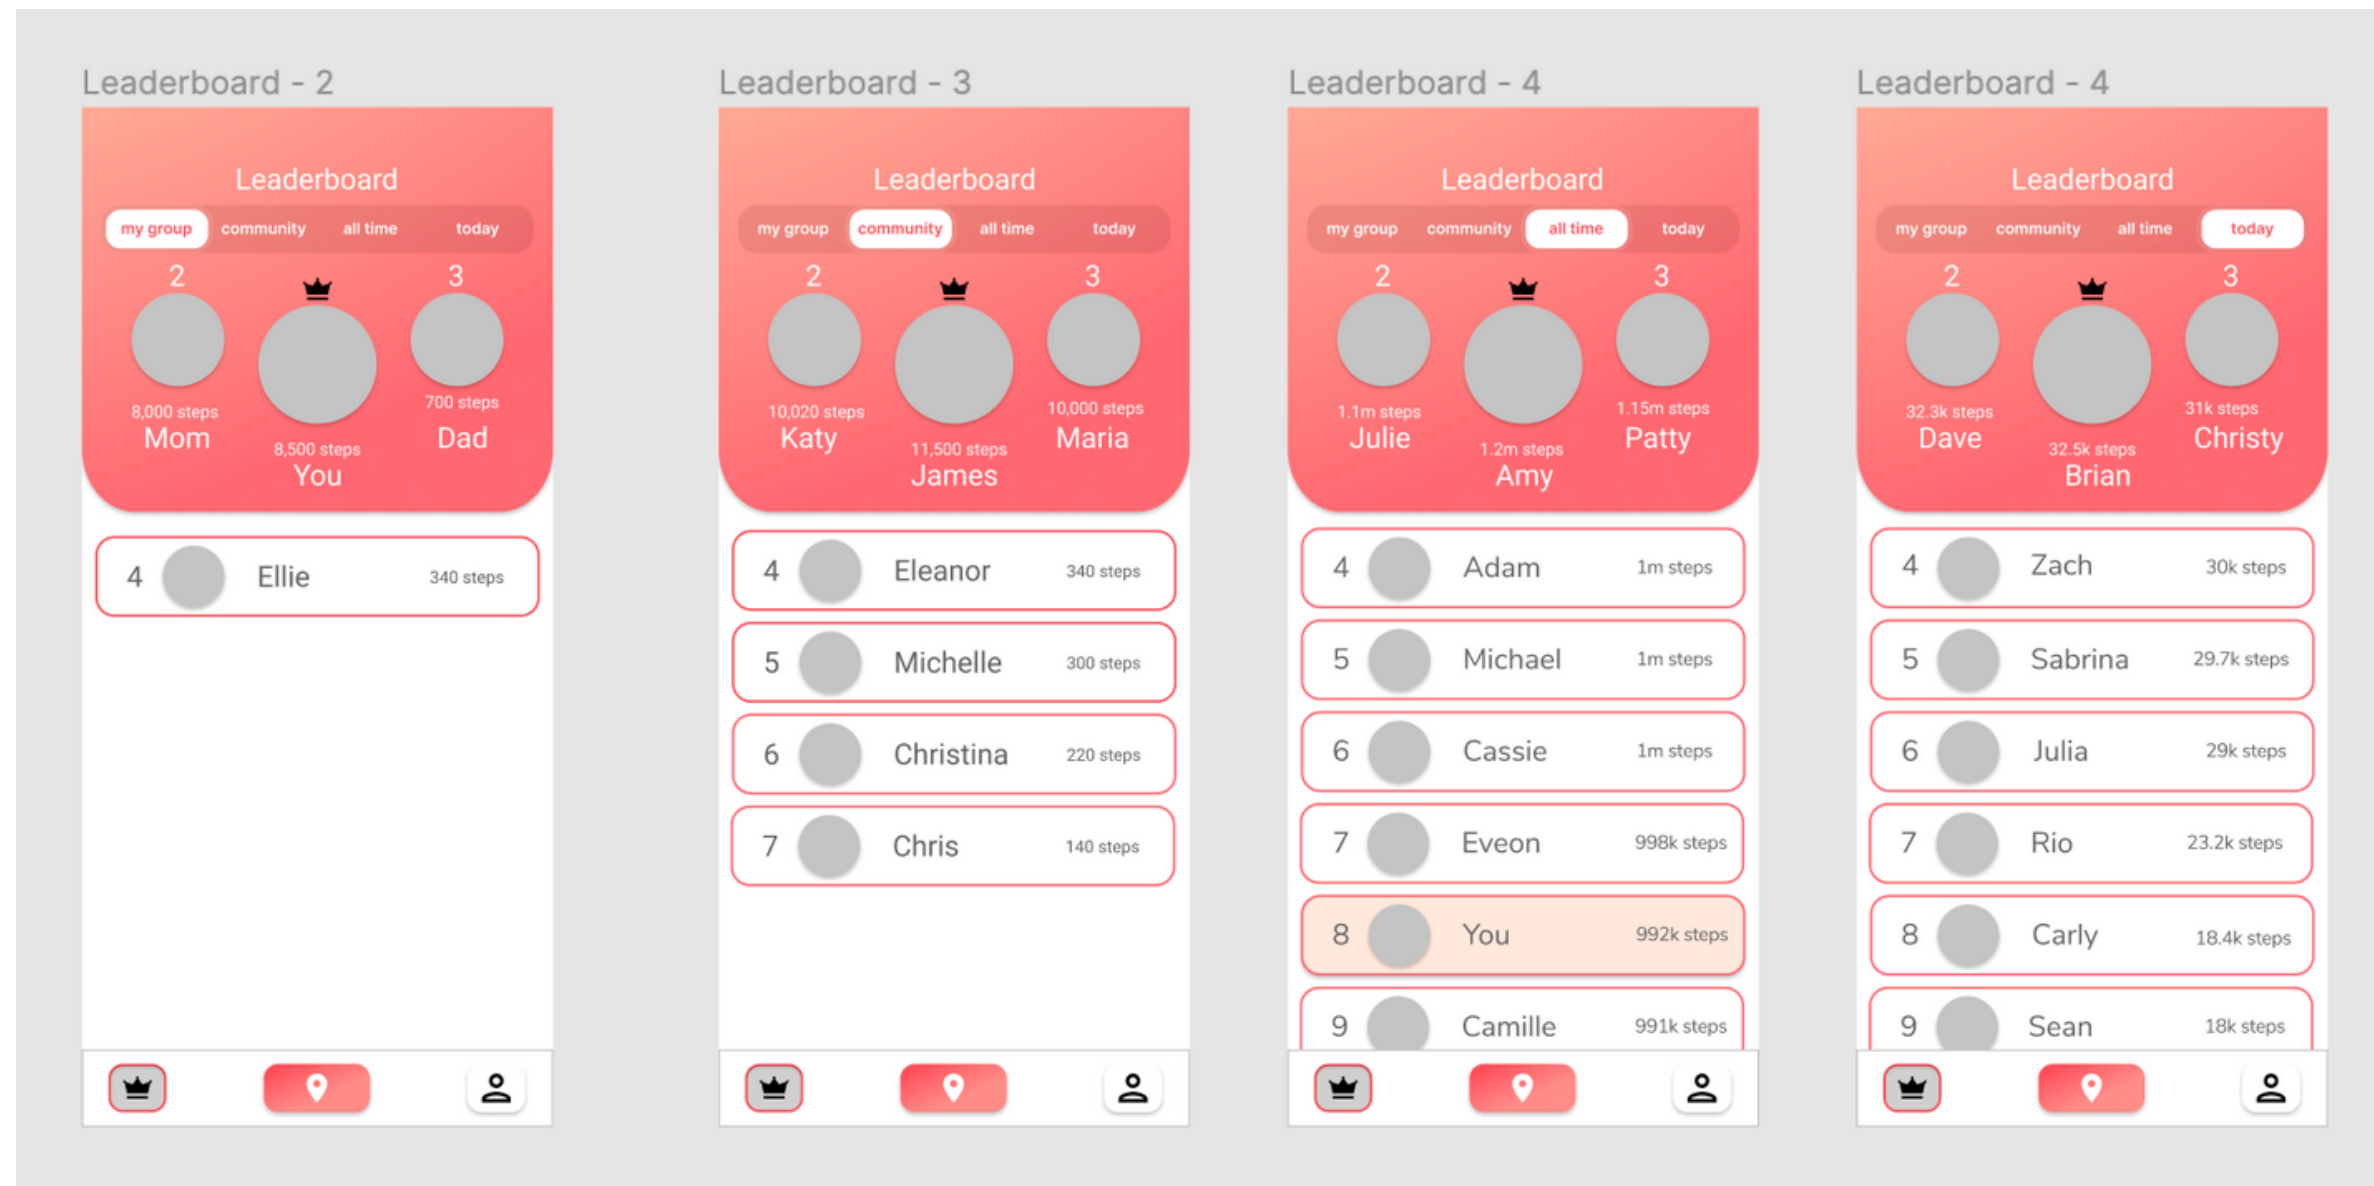 Leaderboard - 2
Leaderboard
my group community all time today
2
3
8,000 steps
Mom
8,500 steps
You
700 steps
Dad
4 Ellie 340 steps
Leaderboard - 3
Leaderboard
my group community all time today
2
3
10,020 steps
Katy
11,500 steps
James
10,000 steps
Maria
4 Eleanor 340 steps
5 Michelle 300 steps
6 Christina 220 steps
7 Chris 140 steps
Leaderboard - 4
Leaderboard
my group community all time today
2
3
1.1m steps
Julie
1.2m steps
Amy
1.15m steps
Patty
4 Adam 1m steps
5 Michael 1m steps
6 Cassie 1m steps
7 Eveon 998k steps
8 You 992k steps
9 Camille 991k steps
Leaderboard - 4
Leaderboard
my group community all time today
2
3
32.3k steps
Dave
32.5k steps
Brian
31k steps
Christy
4 Zach 30k steps
5 Sabrina 29.7k steps
6 Julia 29k steps
7 Rio 23.2k steps
8 Carly 18.4k steps
9 Sean 18k steps